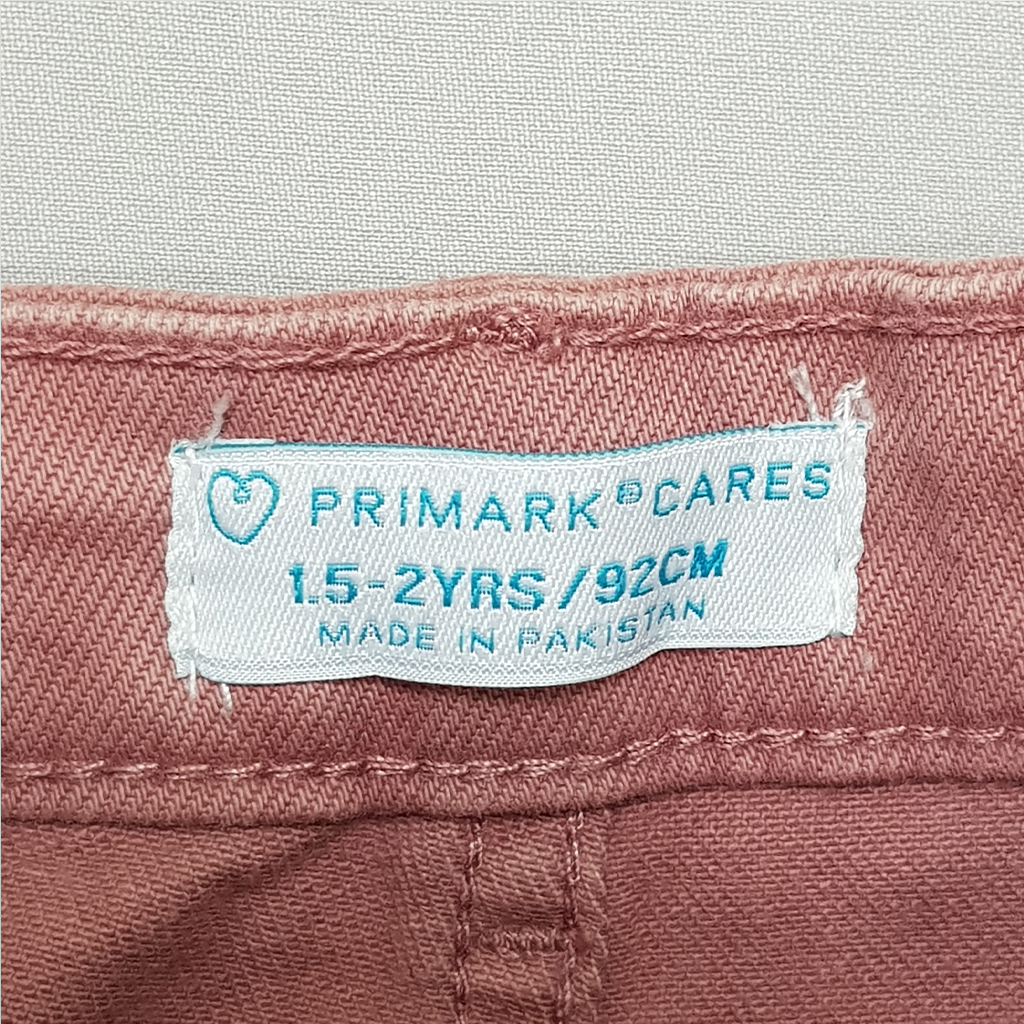 PRIMARK®CARES
1.5-2YRS/92CM
MADE IN PAKISTAN